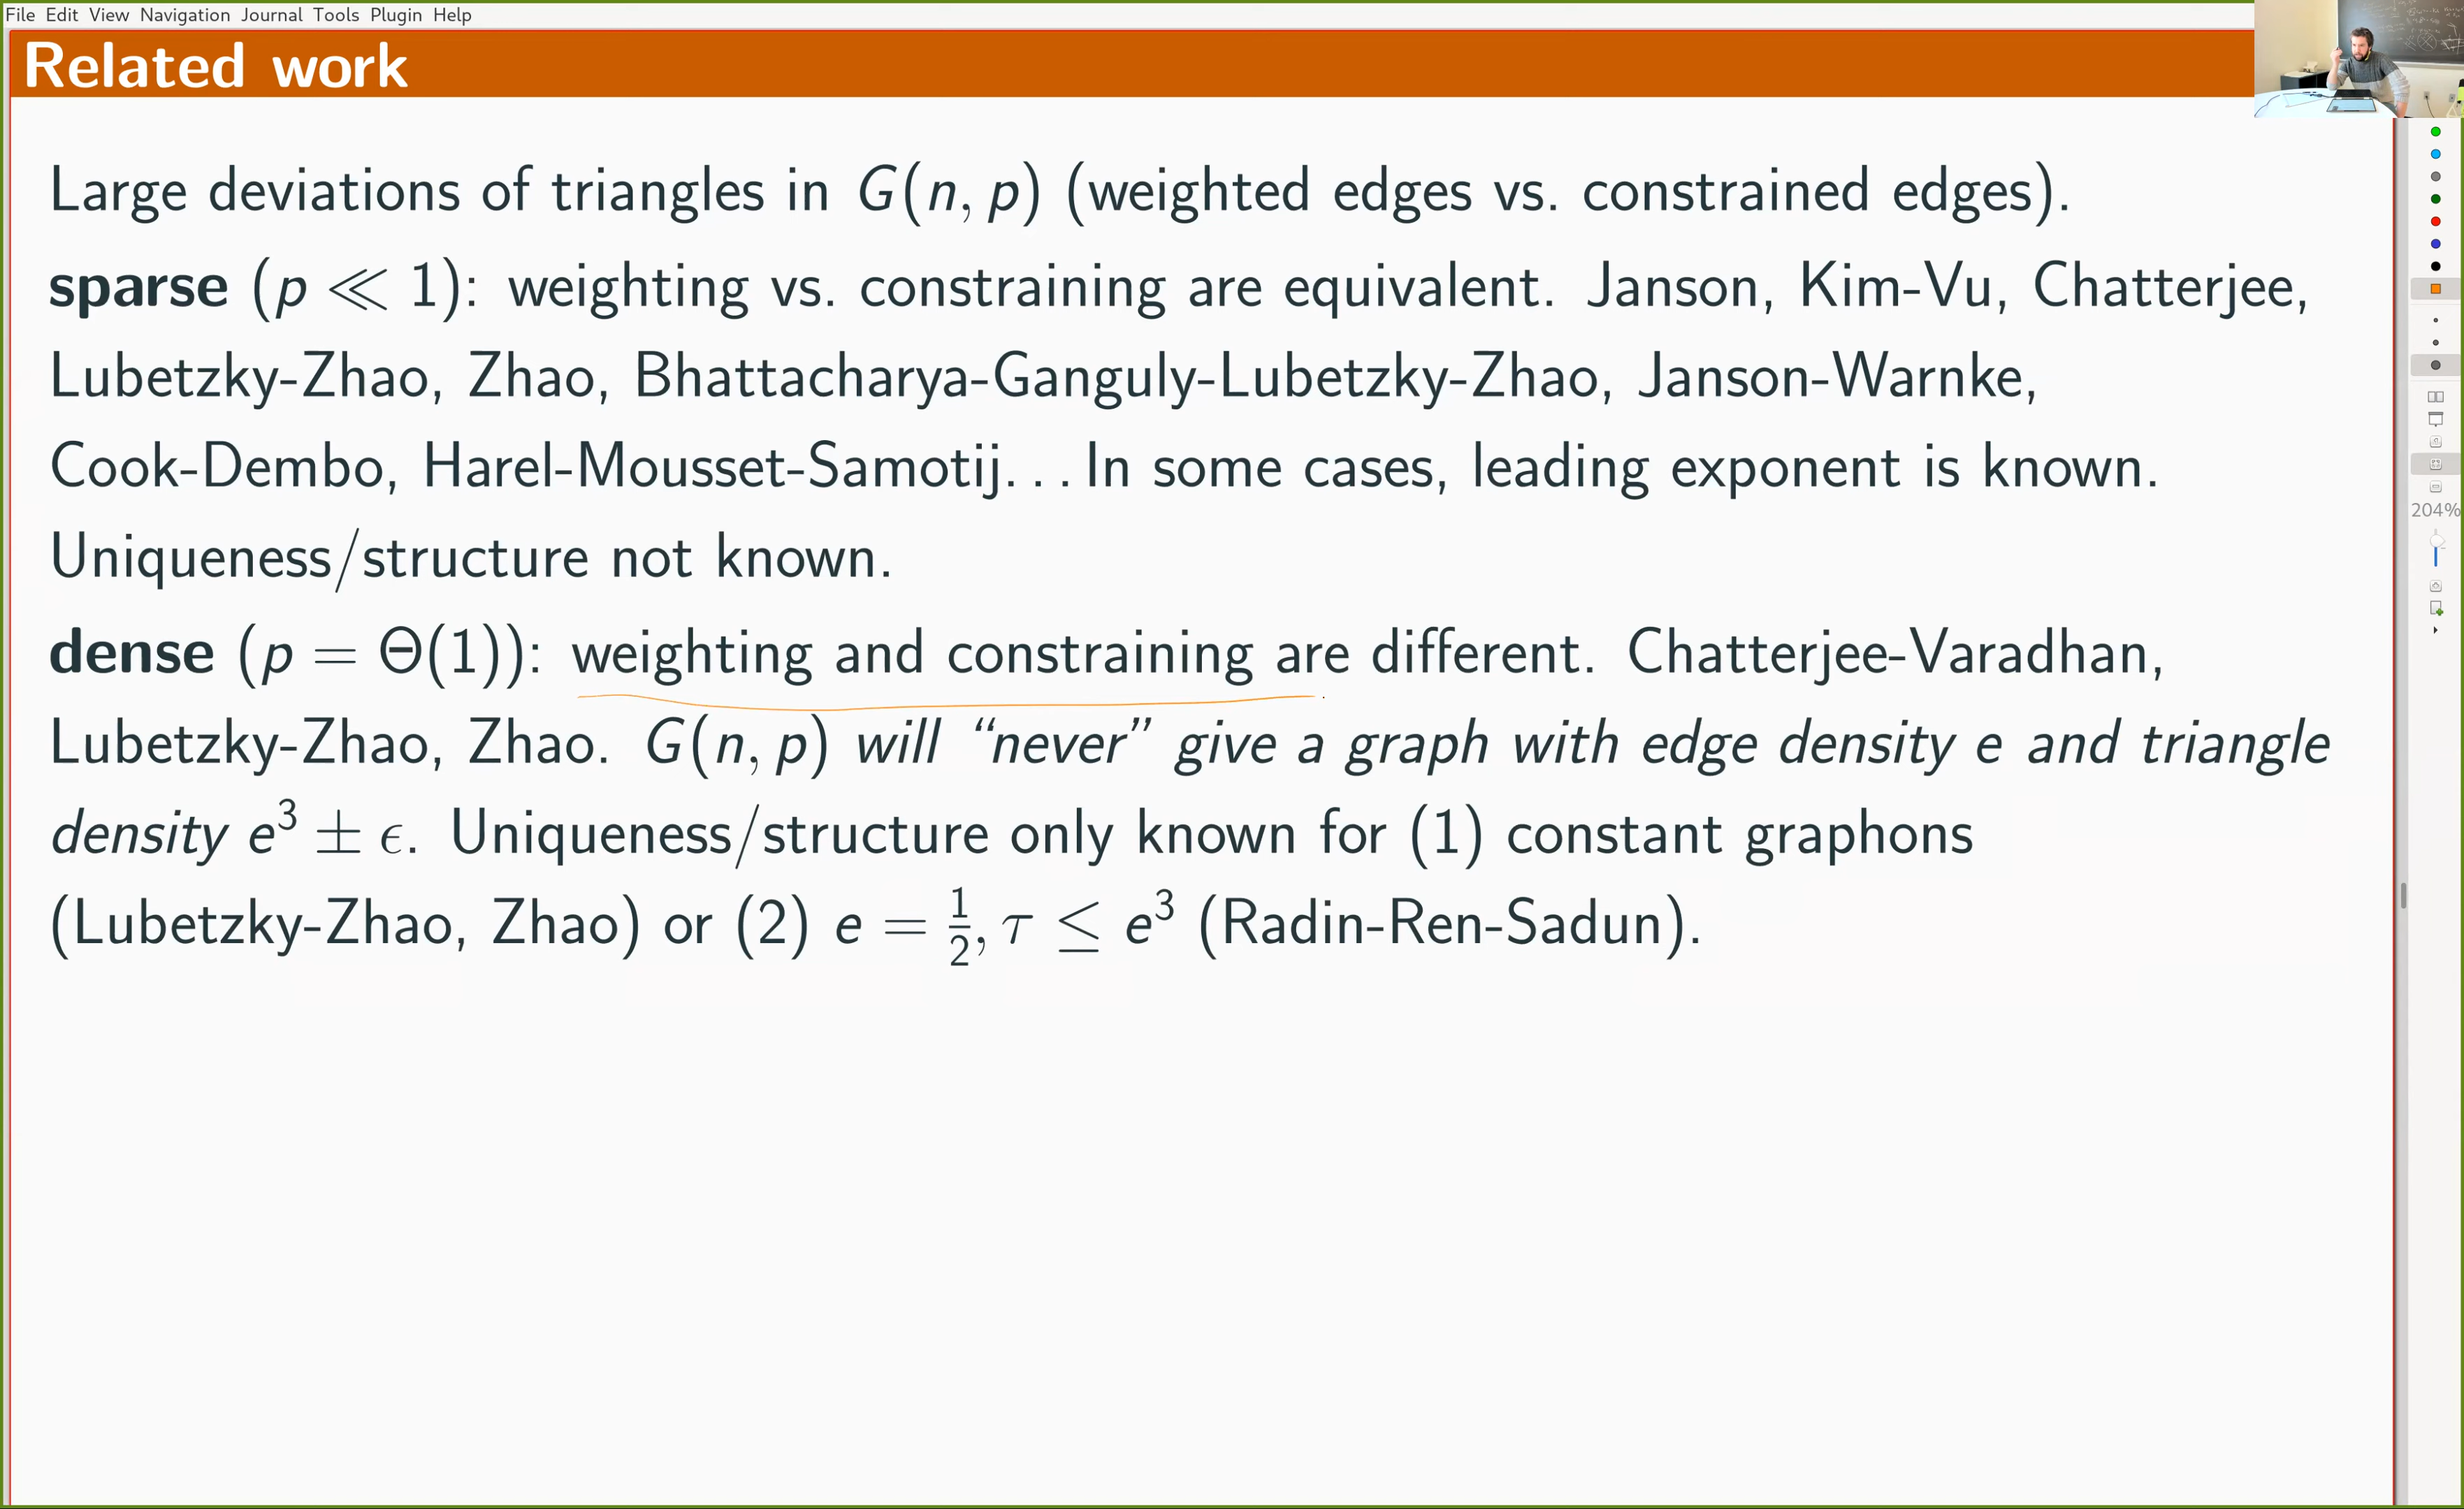 File Edit View Navigation Journal Tools Plugin Help
Related work
Large deviations of triangles in G(n, p) (weighted edges vs. constrained edges).
sparse (p ≪ 1): weighting vs. constraining are equivalent. Janson, Kim-Vu, Chatterjee,
Lubetzky-Zhao, Zhao, Bhattacharya-Ganguly-Lubetzky-Zhao, Janson-Warnke,
Cook-Dembo, Harel-Mousset-Samotij. . . In some cases, leading exponent is known.
Uniqueness/structure not known.
dense (p = Θ(1)): weighting and constraining are different. Chatterjee-Varadhan,
Lubetzky-Zhao, Zhao. G(n, p) will “never” give a graph with edge density e and triangle
density e³ ± ϵ. Uniqueness/structure only known for (1) constant graphons
(Lubetzky-Zhao, Zhao) or (2) e = 1/2, τ ≤ e³ (Radin-Ren-Sadun).
204%